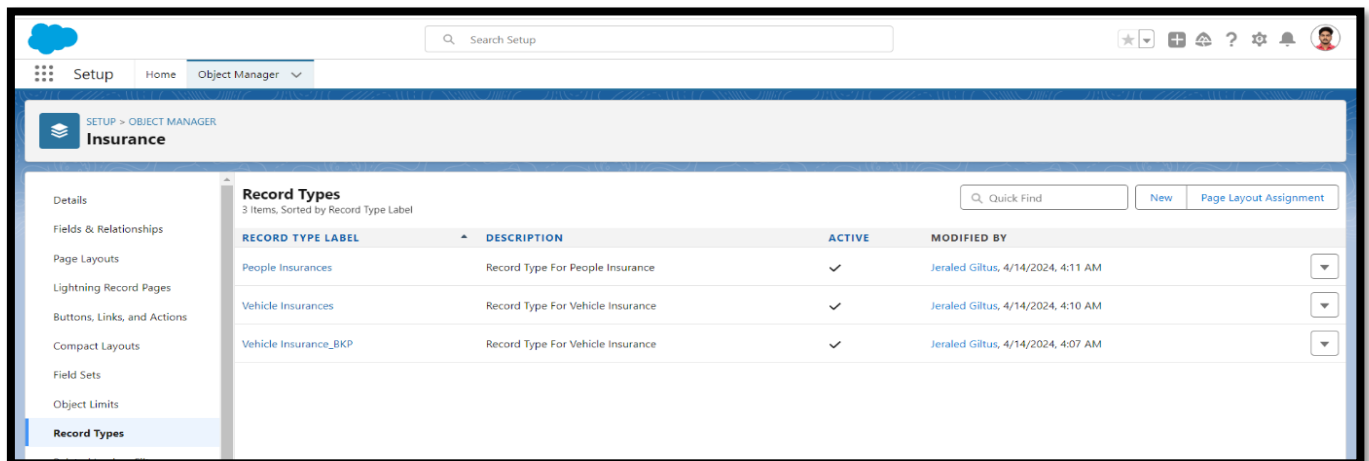 Search Setup
Setup Home Object Manager
SETUP > OBJECT MANAGER
Insurance
Details
Fields & Relationships
Page Layouts
Lightning Record Pages
Buttons, Links, and Actions
Compact Layouts
Field Sets
Object Limits
Record Types
Record Types
3 Items, Sorted by Record Type Label
Quick Find New Page Layout Assignment
RECORD TYPE LABEL DESCRIPTION ACTIVE MODIFIED BY
People Insurances Record Type For People Insurance Jeraled Giltus, 4/14/2024, 4:11 AM
Vehicle Insurances Record Type For Vehicle Insurance Jeraled Giltus, 4/14/2024, 4:10 AM
Vehicle Insurance_BKP Record Type For Vehicle Insurance Jeraled Giltus, 4/14/2024, 4:07 AM